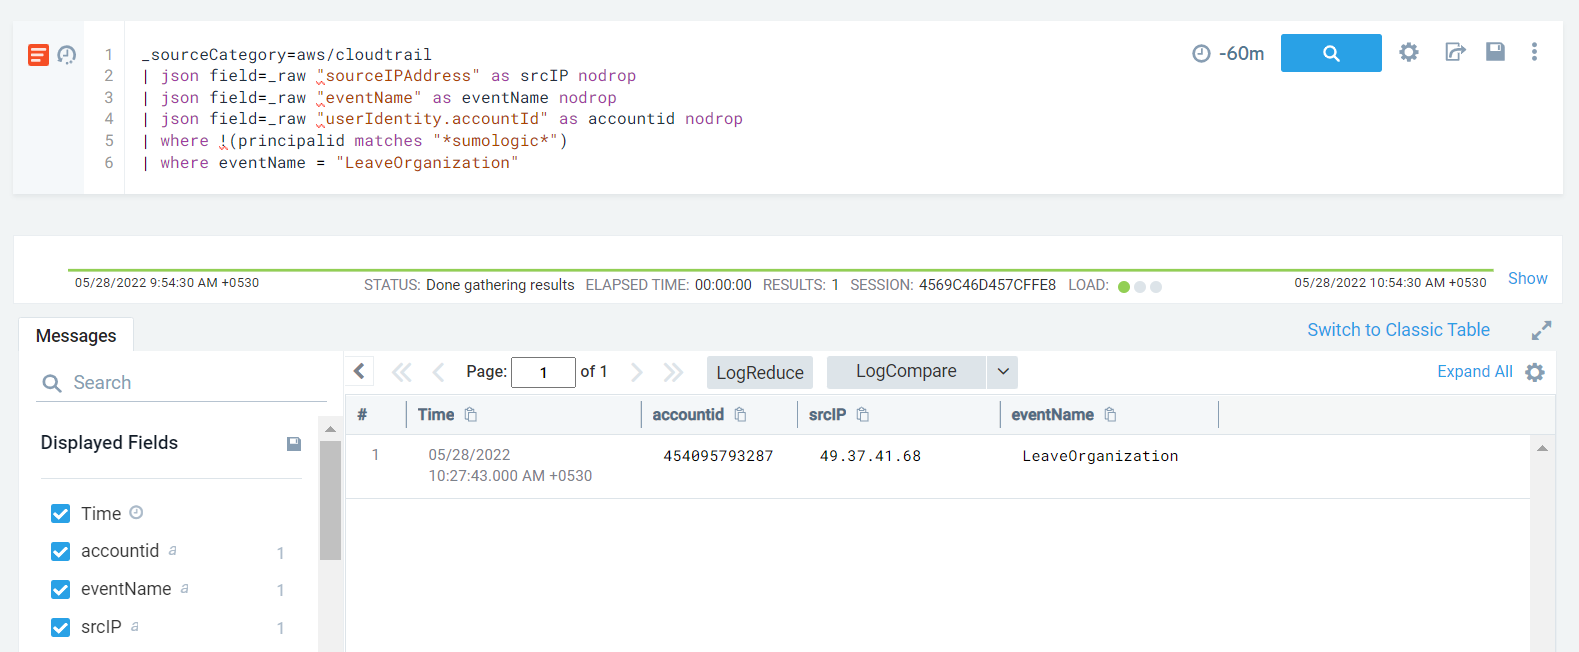 1 _sourceCategory=aws/cloudtrail
2 | json field=_raw "sourceIPAddress" as srcIP nodrop
3 | json field=_raw "eventName" as eventName nodrop
4 | json field=_raw "userIdentity.accountId" as accountid nodrop
5 | where !(principalid matches "*sumologic*")
6 | where eventName = "LeaveOrganization"
-60m
05/28/2022 9:54:30 AM +0530
STATUS: Done gathering results ELAPSED TIME: 00:00:00 RESULTS: 1 SESSION: 4569C46D457CFFE8 LOAD:
05/28/2022 10:54:30 AM +0530
Show
Messages
Switch to Classic Table
Search
Page: 1 of 1
LogReduce
LogCompare
Expand All
Displayed Fields
Time
accountid a 1
eventName a 1
srcIP a 1
# Time accountid srcIP eventName
1 05/28/2022 454095793287 49.37.41.68 LeaveOrganization
10:27:43.000 AM +0530